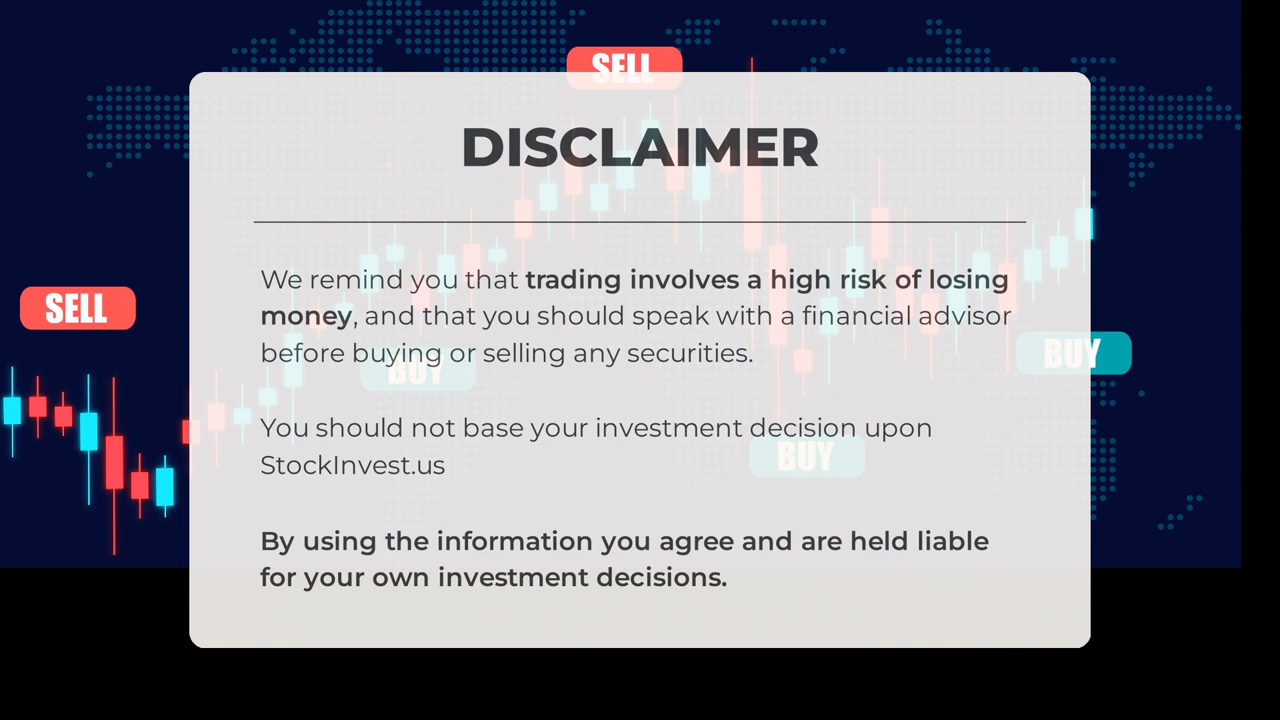 SELL
DISCLAIMER
SELL
We remind you that trading involves a high risk of losing
money, and that you should speak with a financial advisor
before buying or selling any securities.
BUY
BUY
You should not base your investment decision upon
StockInvest.us
BUY
By using the information you agree and are held liable
for your own investment decisions.